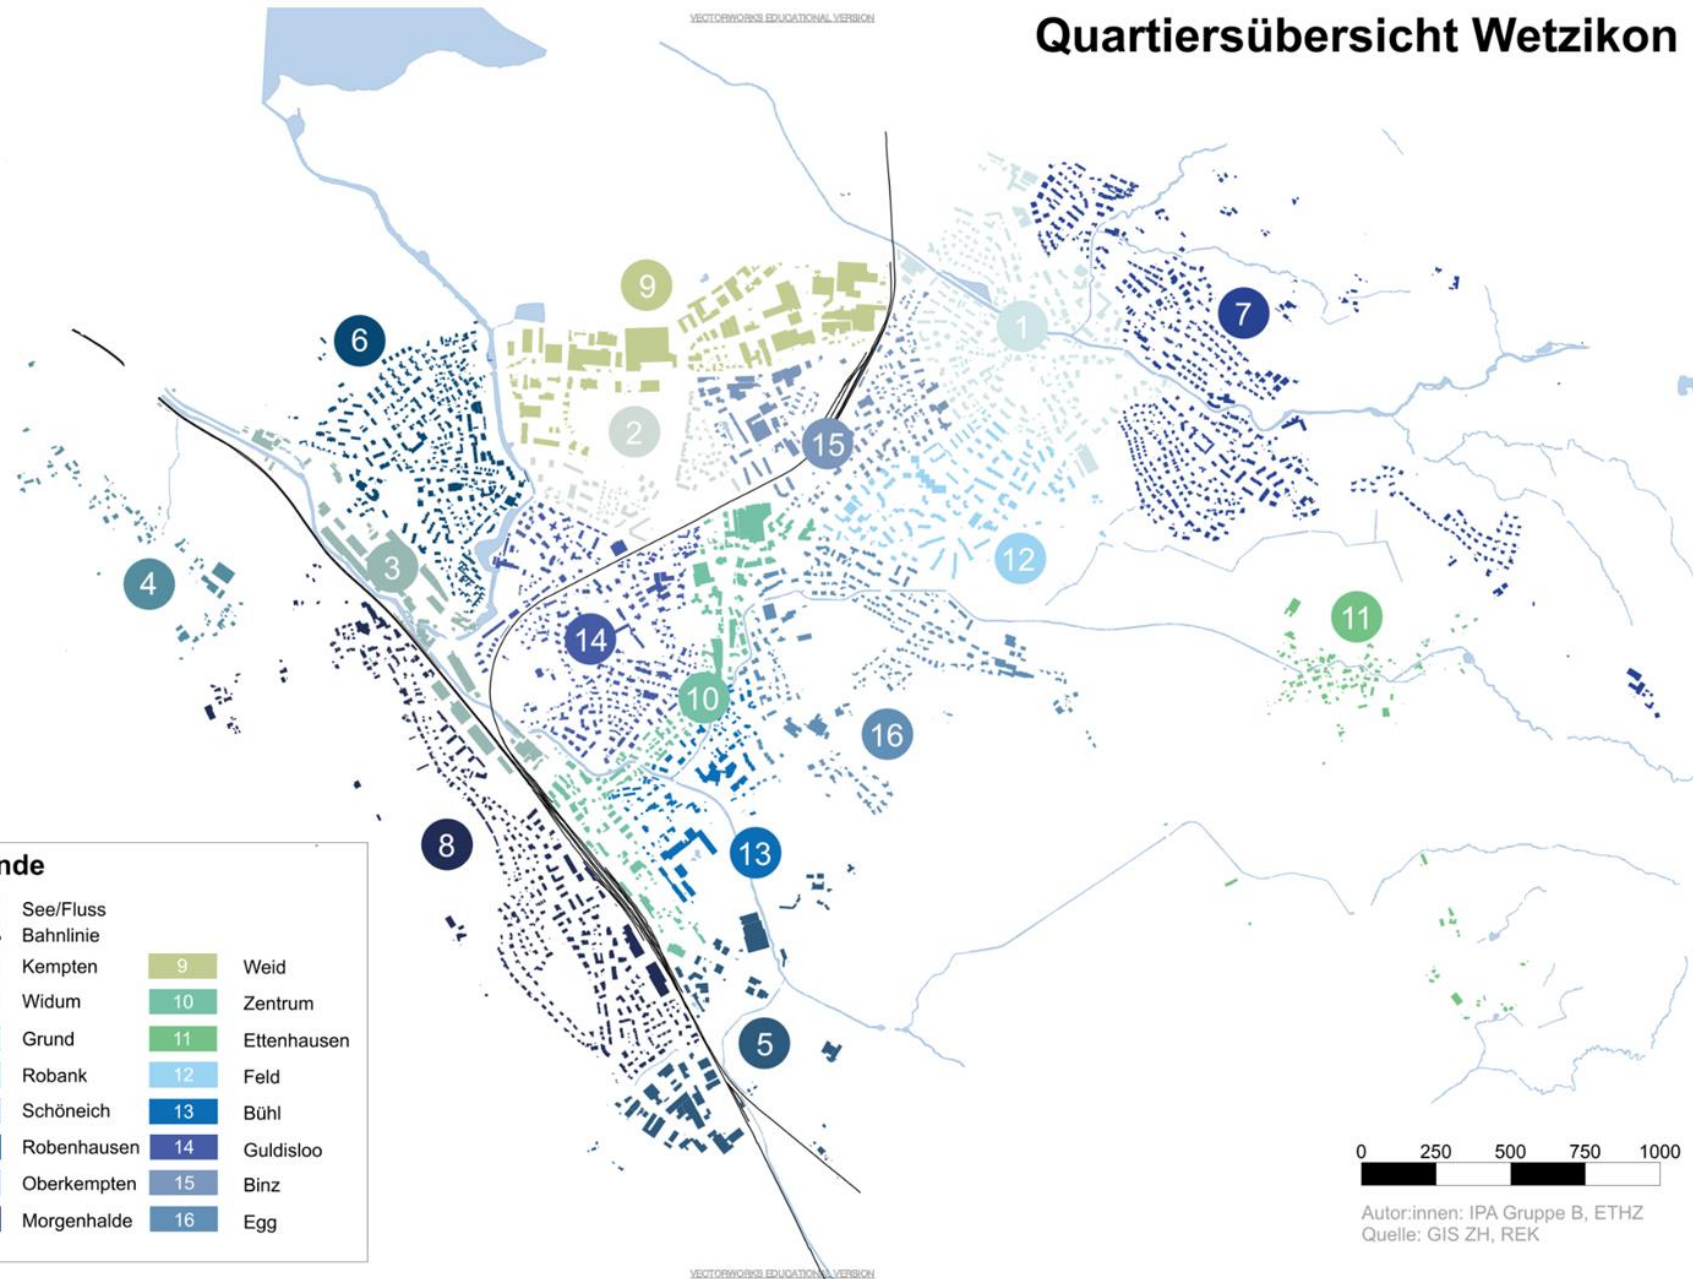 VECTORWORKS EDUCATIONAL VERSION
Quartiersübersicht Wetzikon
9
6
1
7
2
15
3
12
4
11
14
10
16
8
13
5
nde
See/Fluss
Bahnlinie
Kempten 9 Weid
Widum 10 Zentrum
Grund 11 Ettenhausen
Robank 12 Feld
Schöneich 13 Bühl
Robenhausen 14 Guldisloo
Oberkempten 15 Binz
Morgenhalde 16 Egg
0 250 500 750 1000
Autor:innen: IPA Gruppe B, ETHZ
Quelle: GIS ZH, REK
VECTORWORKS EDUCATIONAL VERSION